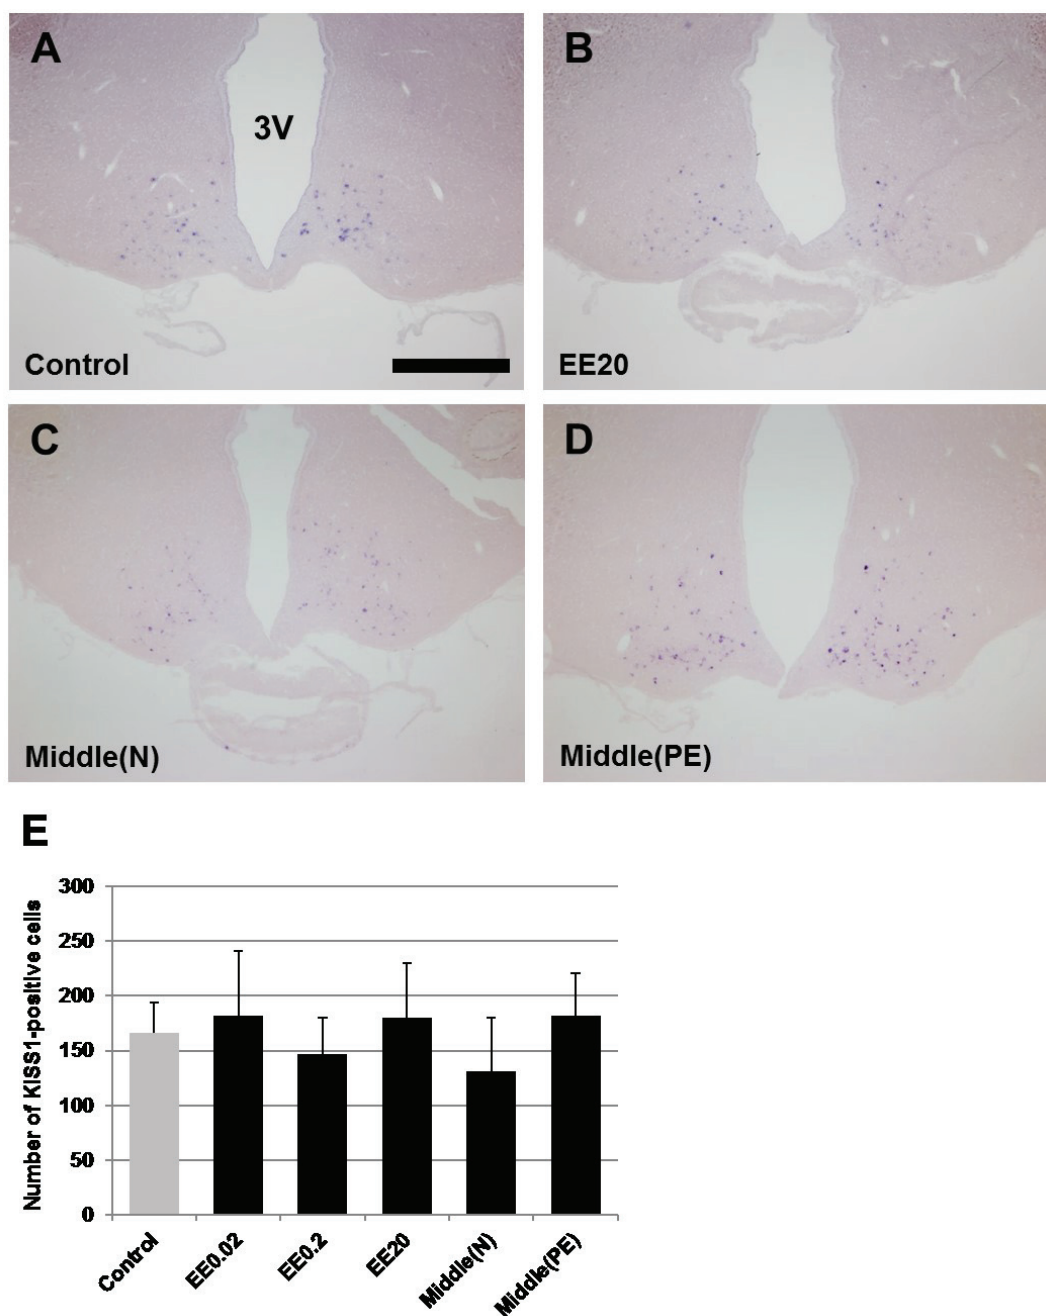 A
B
3V
Control
EE20
C
D
Middle(N)
Middle(PE)
E
Number of KISS1-positive cells
300
250
200
150
100
50
0
Control
EE0.02
EE0.2
EE20
Middle(N)
Middle(PE)